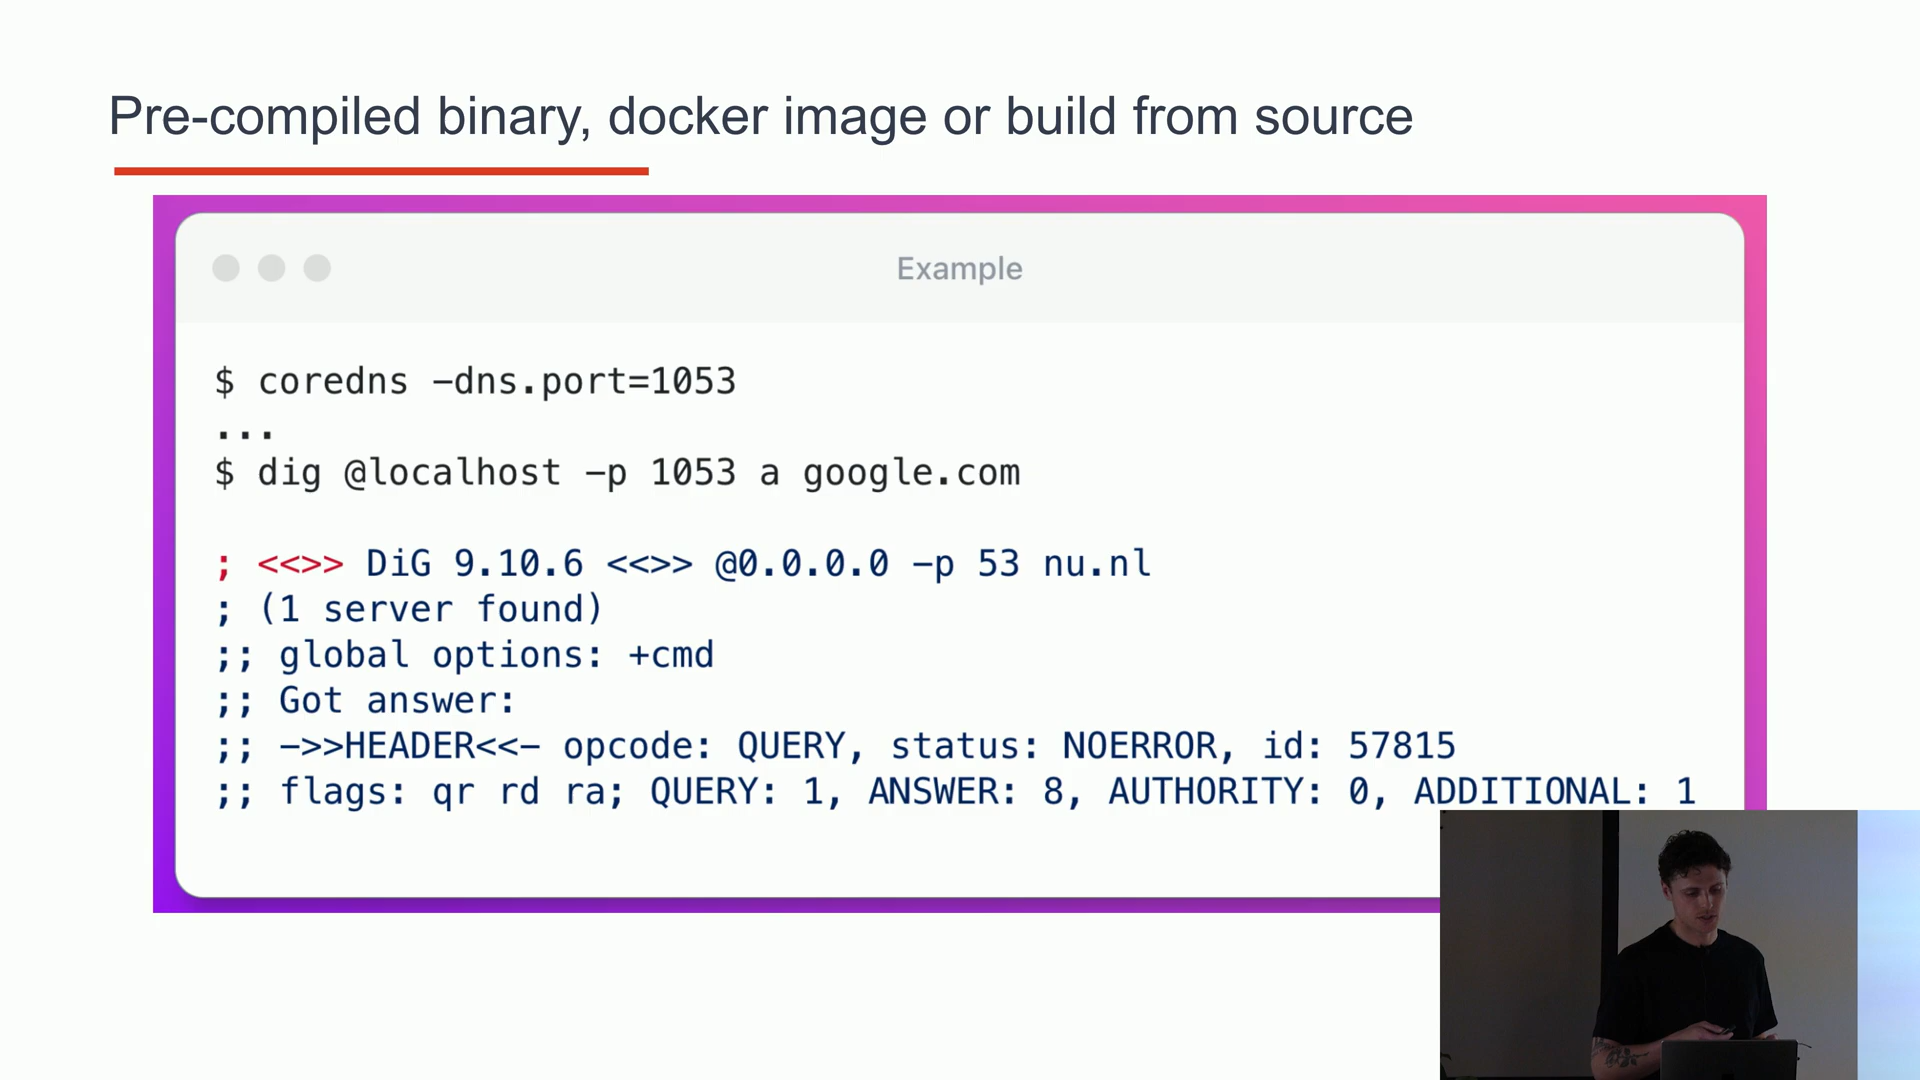 Pre-compiled binary, docker image or build from source
Example
$ coredns -dns.port=1053
...
$ dig @localhost -p 1053 a google.com
; <<>> DiG 9.10.6 <<>> @0.0.0.0 -p 53 nu.nl
; (1 server found)
;; global options: +cmd
;; Got answer:
;; ->>HEADER<<- opcode: QUERY, status: NOERROR, id: 57815
;; flags: qr rd ra; QUERY: 1, ANSWER: 8, AUTHORITY: 0, ADDITIONAL: 1